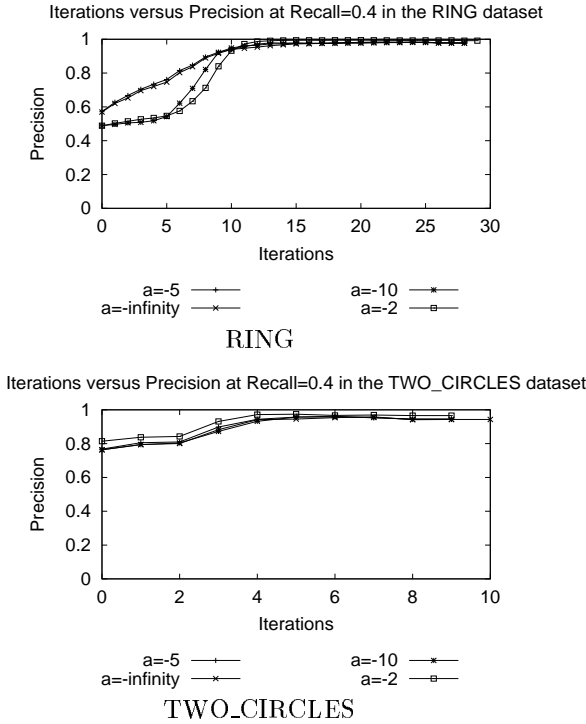 Iterations versus Precision at Recall=0.4 in the RING dataset
1
0.8
0.6
0.4
0.2
0
Precision
0 5 10 15 20 25 30
Iterations
a=-5 a=-10
a=-infinity a=-2
RING
Iterations versus Precision at Recall=0.4 in the TWO_CIRCLES dataset
1
0.8
0.6
0.4
0.2
0
Precision
0 2 4 6 8 10
Iterations
a=-5 a=-10
a=-infinity a=-2
TWO_CIRCLES